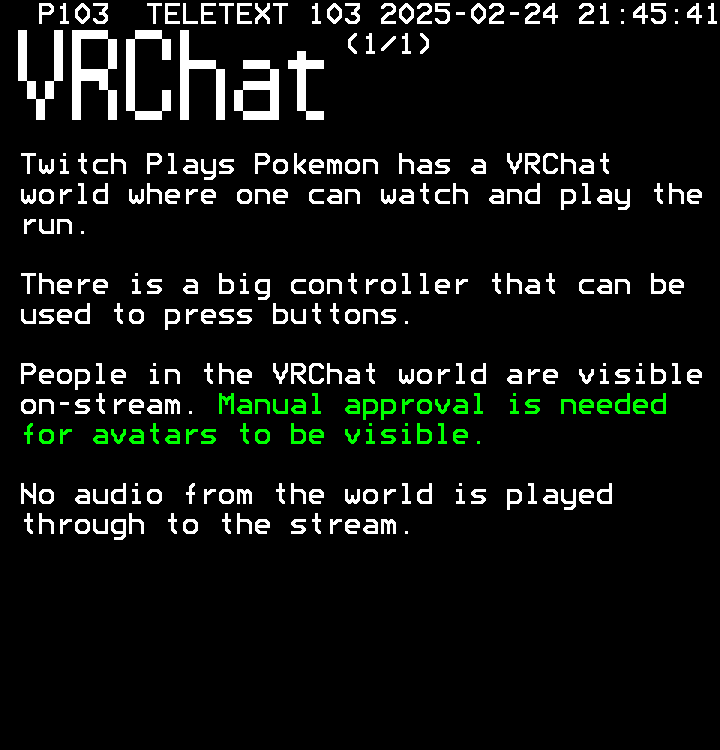 P103 TELETEXT 103 2025-02-24 21:45:41
VRChat (1/1)
Twitch Plays Pokemon has a VRChat
world where one can watch and play the
run.
There is a big controller that can be
used to press buttons.
People in the VRChat world are visible
on-stream. Manual approval is needed
for avatars to be visible.
No audio from the world is played
through to the stream.